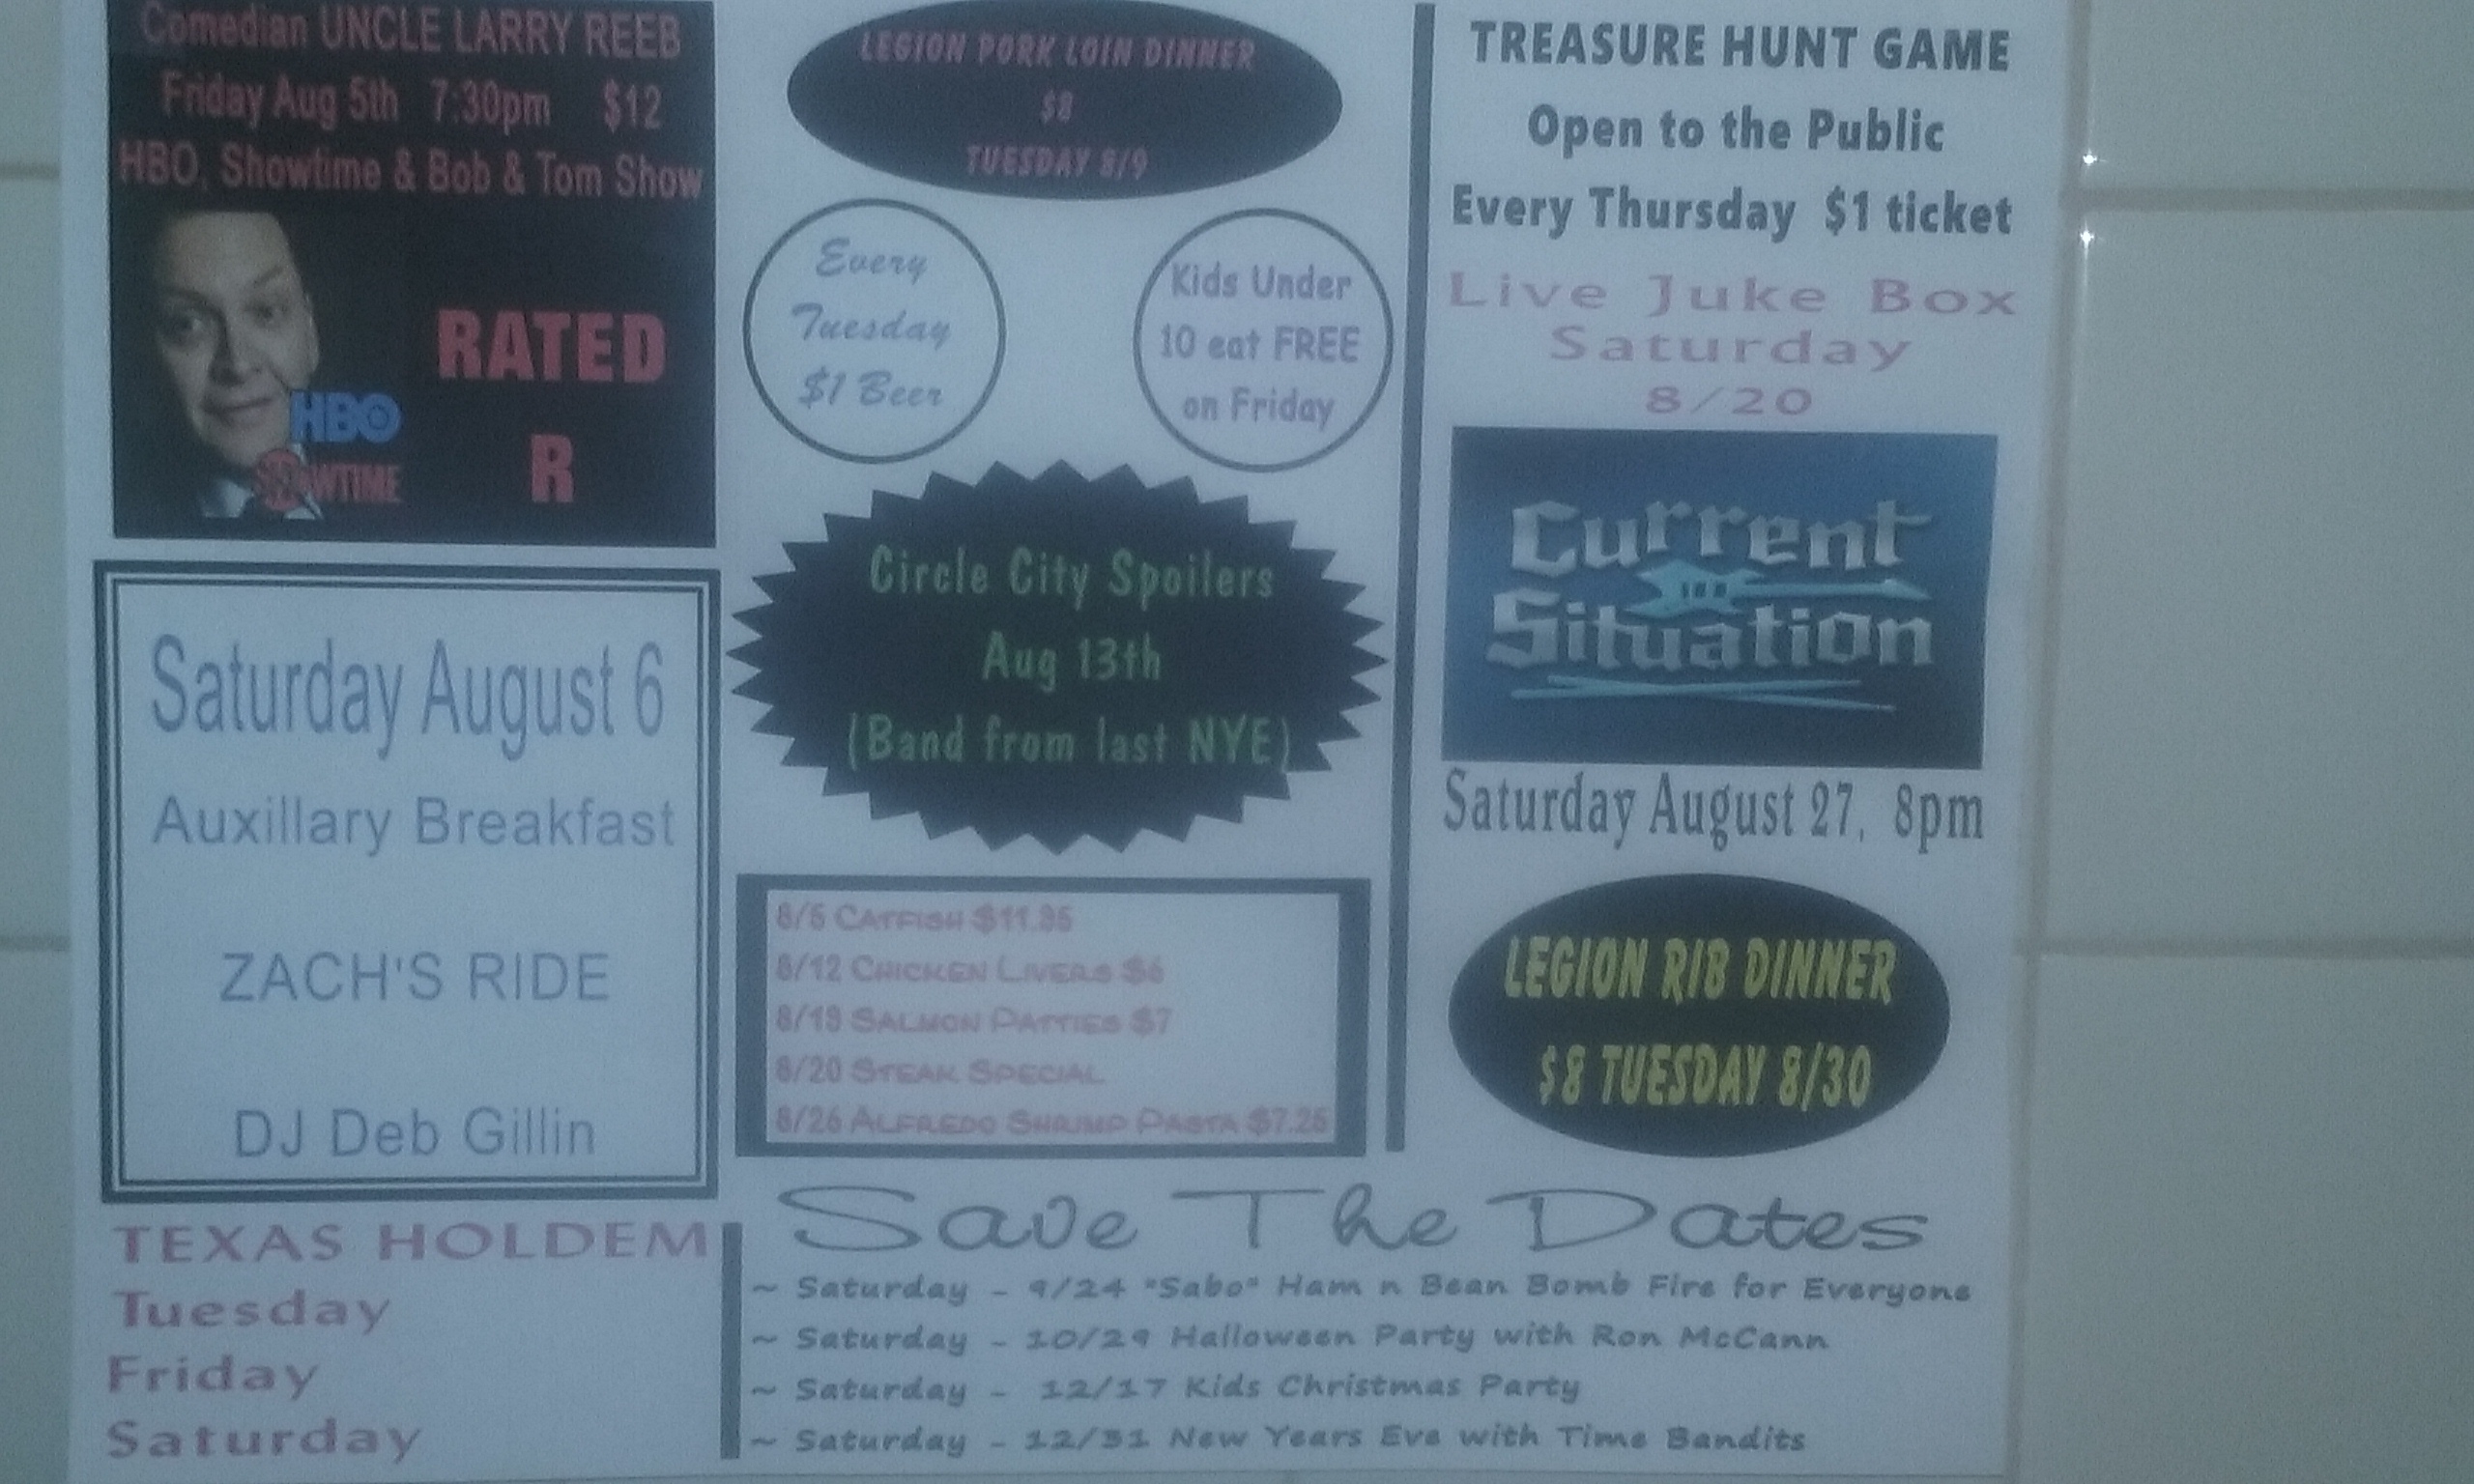 Comedian UNCLE LARRY REEB
Friday Aug 5th 7:30pm $12
HBO, Showtime & Bob & Tom Show
RATED
R
HBO
SHOWTIME
Saturday August 6
Auxillary Breakfast
ZACH'S RIDE
DJ Deb Gillin
TEXAS HOLDEM
Tuesday
Friday
Saturday
LEGION PORK LOIN DINNER
$8
TUESDAY 8/9
Every
Tuesday
$1 Beer
Kids Under
10 eat FREE
on Friday
Circle City Spoilers
Aug 13th
(Band from last NYE)
8/5 CATFISH $11.95
8/12 CHICKEN LIVERS $6
8/19 SALMON PATTIES $7
8/20 STEAK SPECIAL
8/26 ALFREDO SHRIMP PASTA $7.25
TREASURE HUNT GAME
Open to the Public
Every Thursday $1 ticket
Live Juke Box
Saturday
8/20
Current
Situation
Saturday August 27, 8pm
LEGION RIB DINNER
$8 TUESDAY 8/30
Save The Dates
~ Saturday - 9/24 "Sabo" Ham n Bean Bomb Fire for Everyone
~ Saturday - 10/29 Halloween Party with Ron McCann
~ Saturday - 12/17 Kids Christmas Party
~ Saturday - 12/31 New Years Eve with Time Bandits